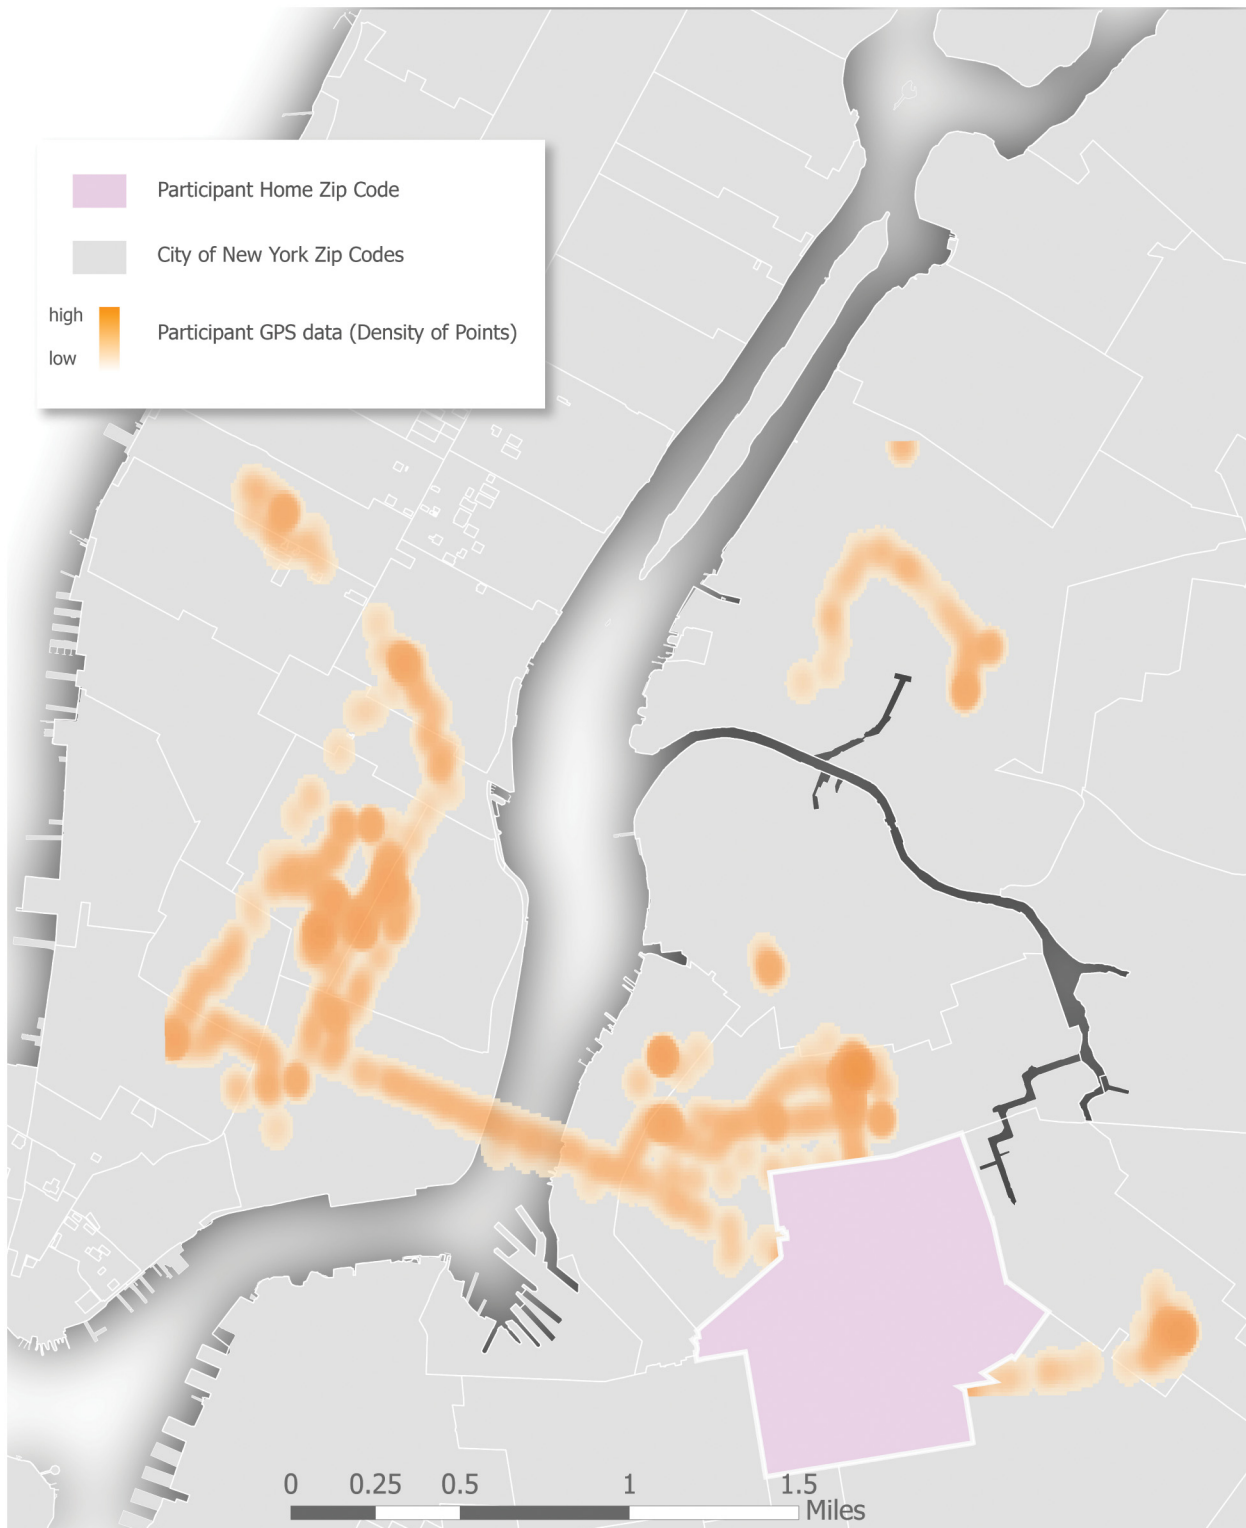 Participant Home Zip Code
City of New York Zip Codes
high
low
Participant GPS data (Density of Points)
0 0.25 0.5 1 1.5
Miles